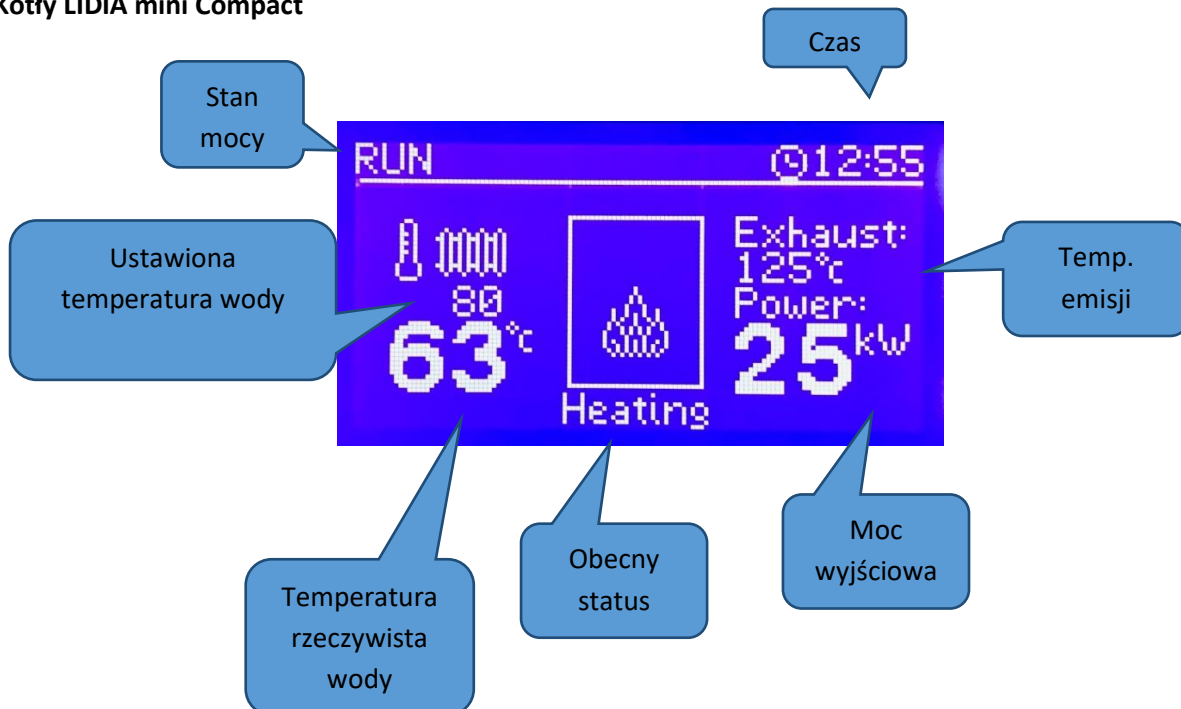 Kotły LIDIA mini Compact
Czas
Stan
mocy
RUN
12:55
Ustawiona
temperatura wody
80
63°c
Exhaust:
125°c
Power:
25kW
Heating
Temp.
emisji
Temperatura
rzeczywista
wody
Obecny
status
Moc
wyjściowa